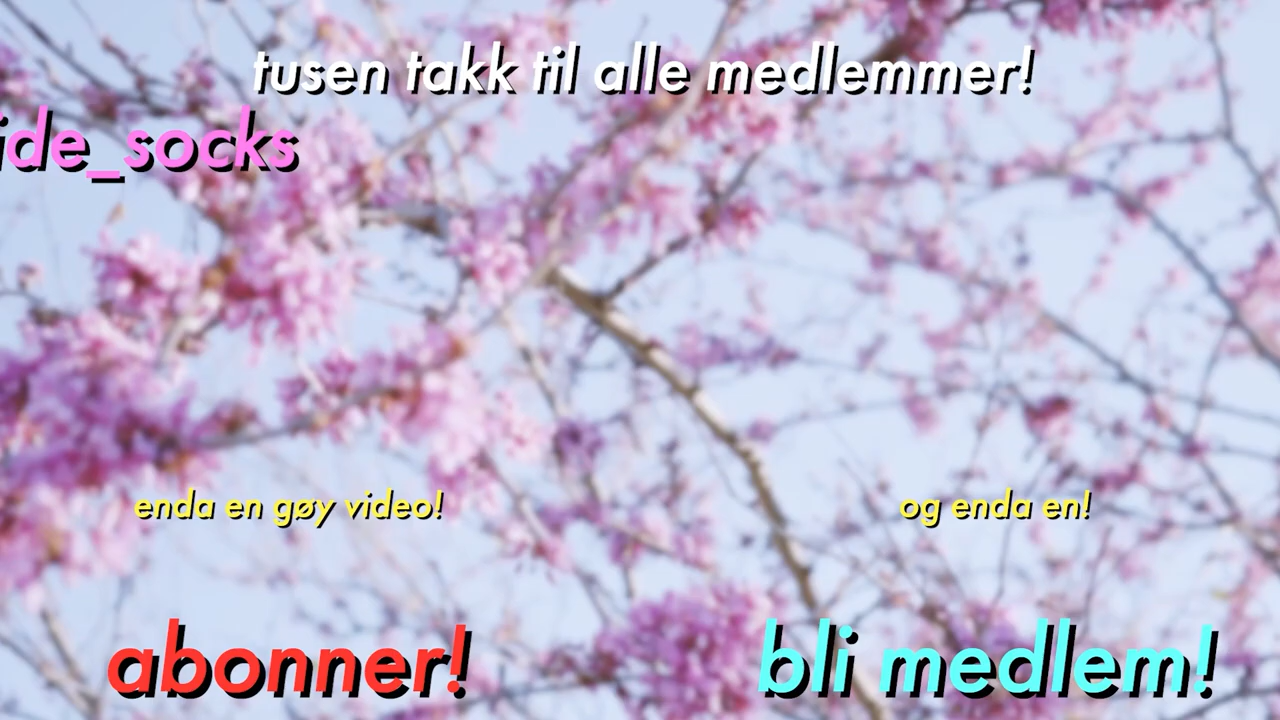 tusen takk til alle medlemmer!
ide_socks
enda en gøy video!
og enda en!
abonner!
bli medlem!